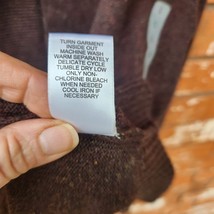 TURN GARMENT
INSIDE OUT
MACHINE WASH
WARM SEPARATELY
DELICATE CYCLE
TUMBLE DRY LOW
ONLY NON-
CHLORINE BLEACH
WHEN NEEDED
COOL IRON IF
NECESSARY